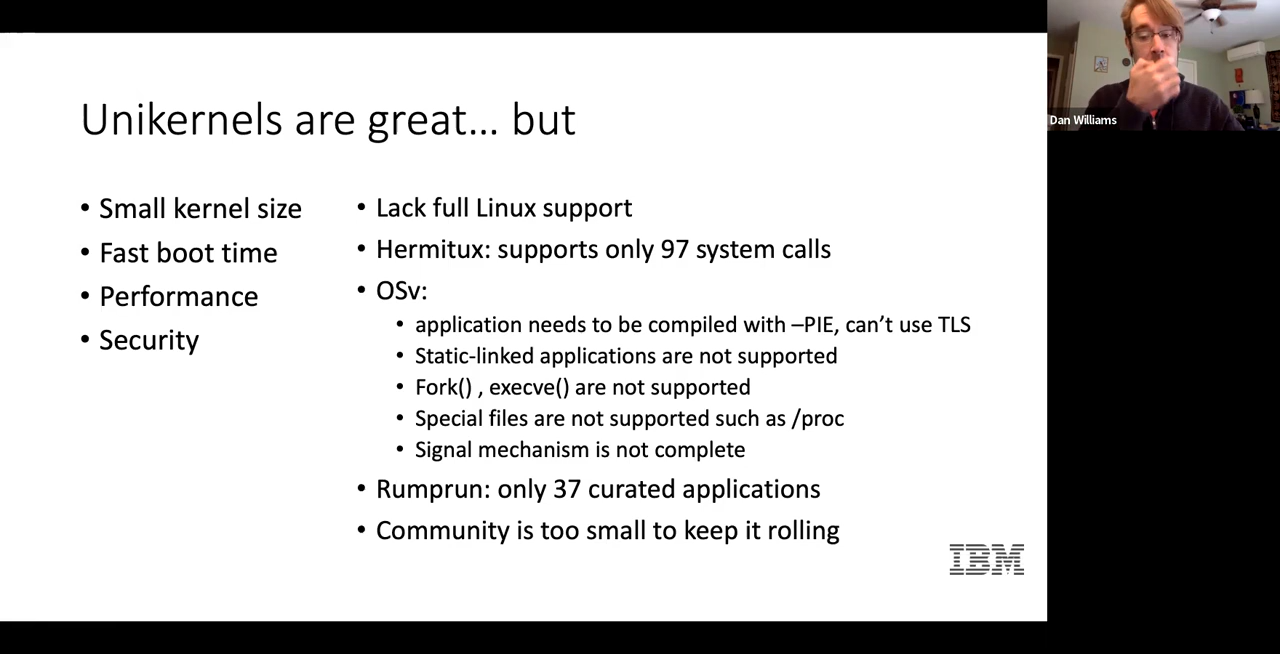 Unikernels are great... but
• Small kernel size
• Fast boot time
• Performance
• Security
• Lack full Linux support
• Hermitux: supports only 97 system calls
• OSv:
• application needs to be compiled with –PIE, can’t use TLS
• Static-linked applications are not supported
• Fork() , execve() are not supported
• Special files are not supported such as /proc
• Signal mechanism is not complete
• Rumprun: only 37 curated applications
• Community is too small to keep it rolling
IBM
Dan Williams